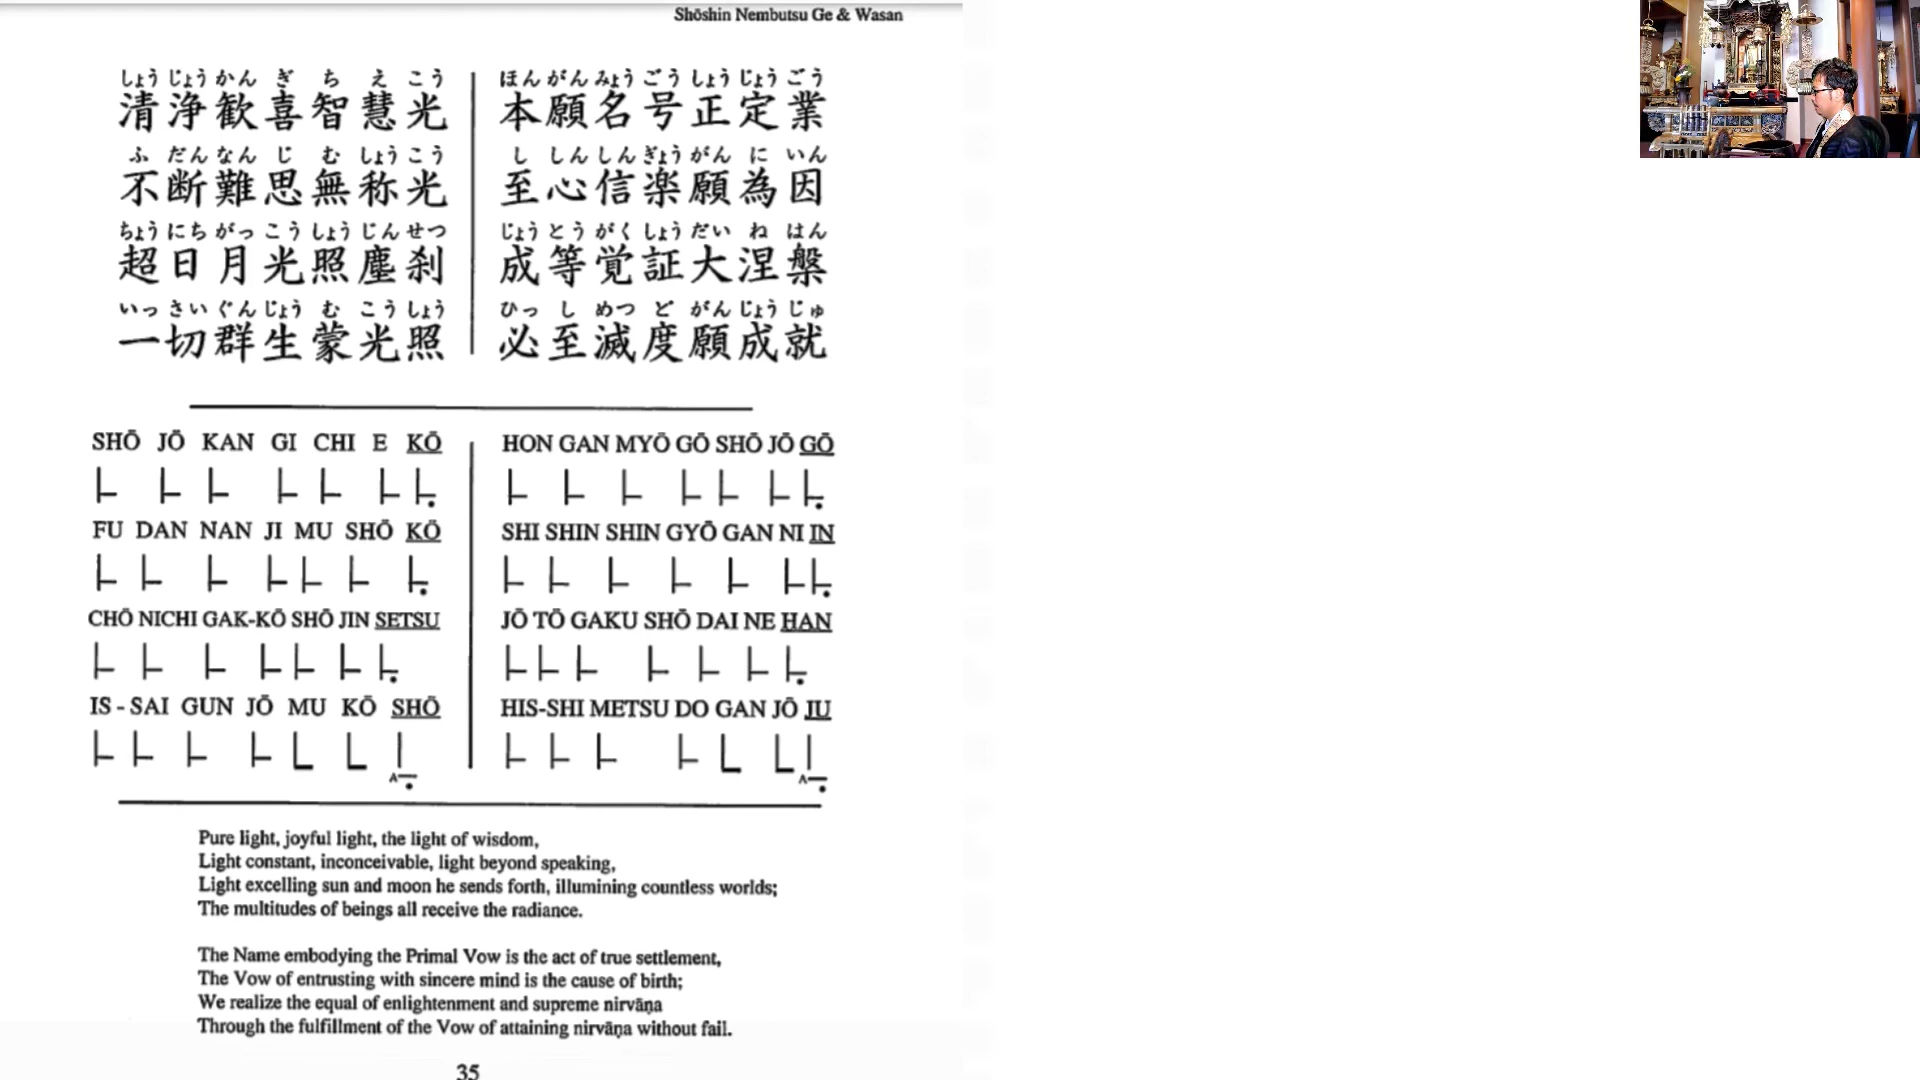 Shōshin Nembutsu Ge & Wasan
しょう じょう かん ぎ ち え こう
清浄歓喜智慧光
ふ だん なん じ む しょう こう
不断難思無称光
ちょう にち がっ こう しょう じん せつ
超日月光照塵刹
いっ さい ぐん じょう む こう しょう
一切群生蒙光照
ほん がん みょう ごう しょう じょう ごう
本願名号正定業
し しん しん ぎょう がん に いん
至心信楽願為因
じょう とう がく しょう だい ね はん
成等覚証大涅槃
ひっ し めつ ど がん じょう じゅ
必至滅度願成就
SHŌ JŌ KAN GI CHI E KŌ
FU DAN NAN JI MU SHŌ KŌ
CHŌ NICHI GAK-KŌ SHŌ JIN SETSU
IS - SAI GUN JŌ MU KŌ SHŌ
A
HON GAN MYŌ GŌ SHŌ JŌ GŌ
SHI SHIN SHIN GYŌ GAN NI IN
JŌ TŌ GAKU SHŌ DAI NE HAN
HIS-SHI METSU DO GAN JŌ JU
A
Pure light, joyful light, the light of wisdom,
Light constant, inconceivable, light beyond speaking,
Light excelling sun and moon he sends forth, illumining countless worlds;
The multitudes of beings all receive the radiance.
The Name embodying the Primal Vow is the act of true settlement,
The Vow of entrusting with sincere mind is the cause of birth;
We realize the equal of enlightenment and supreme nirvāṇa
Through the fulfillment of the Vow of attaining nirvāṇa without fail.
35